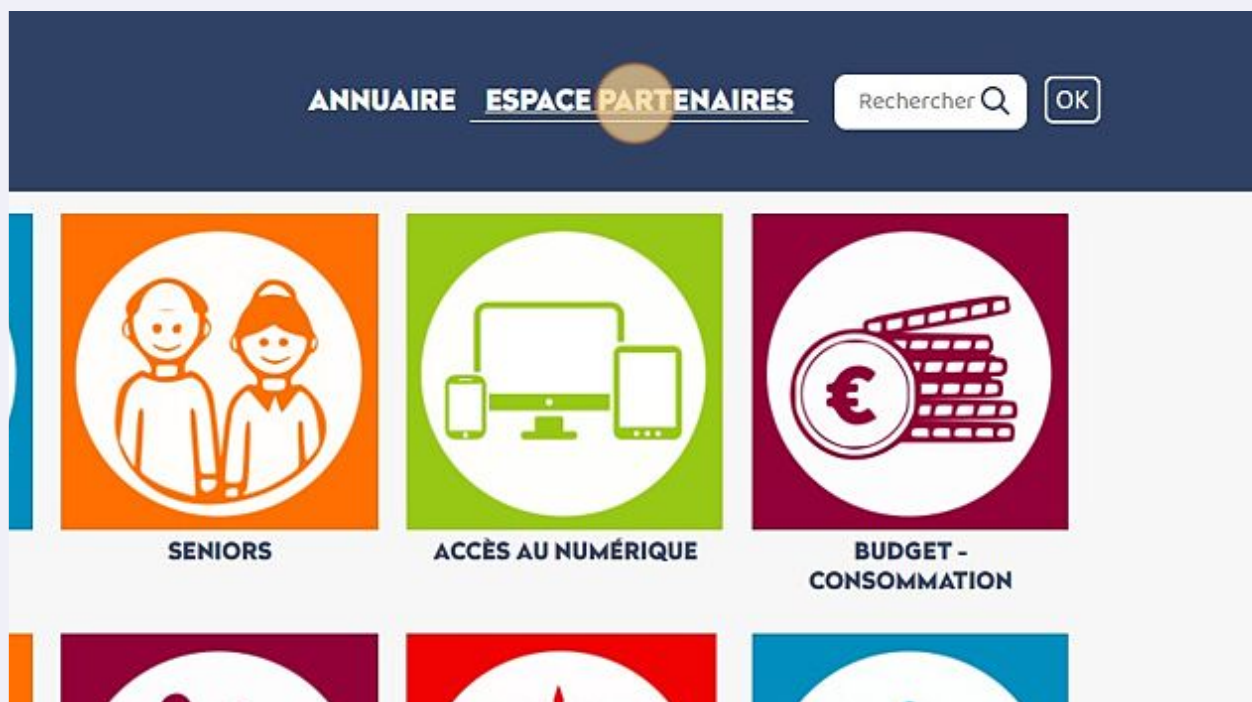 ANNUAIRE ESPACE PARTENAIRES Rechercher OK
€
SENIORS ACCÈS AU NUMÉRIQUE BUDGET -
CONSOMMATION